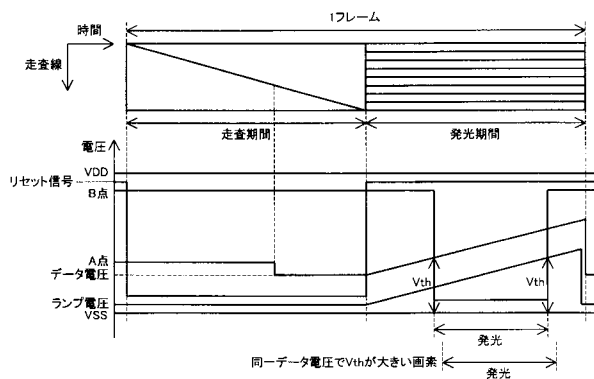 1フレーム
時間
走査線
走査期間
発光期間
電圧
VDD
リセット信号
B点
A点
データ電圧
Vth
Vth
ランプ電圧
VSS
発光
同一データ電圧でVthが大きい画素
発光